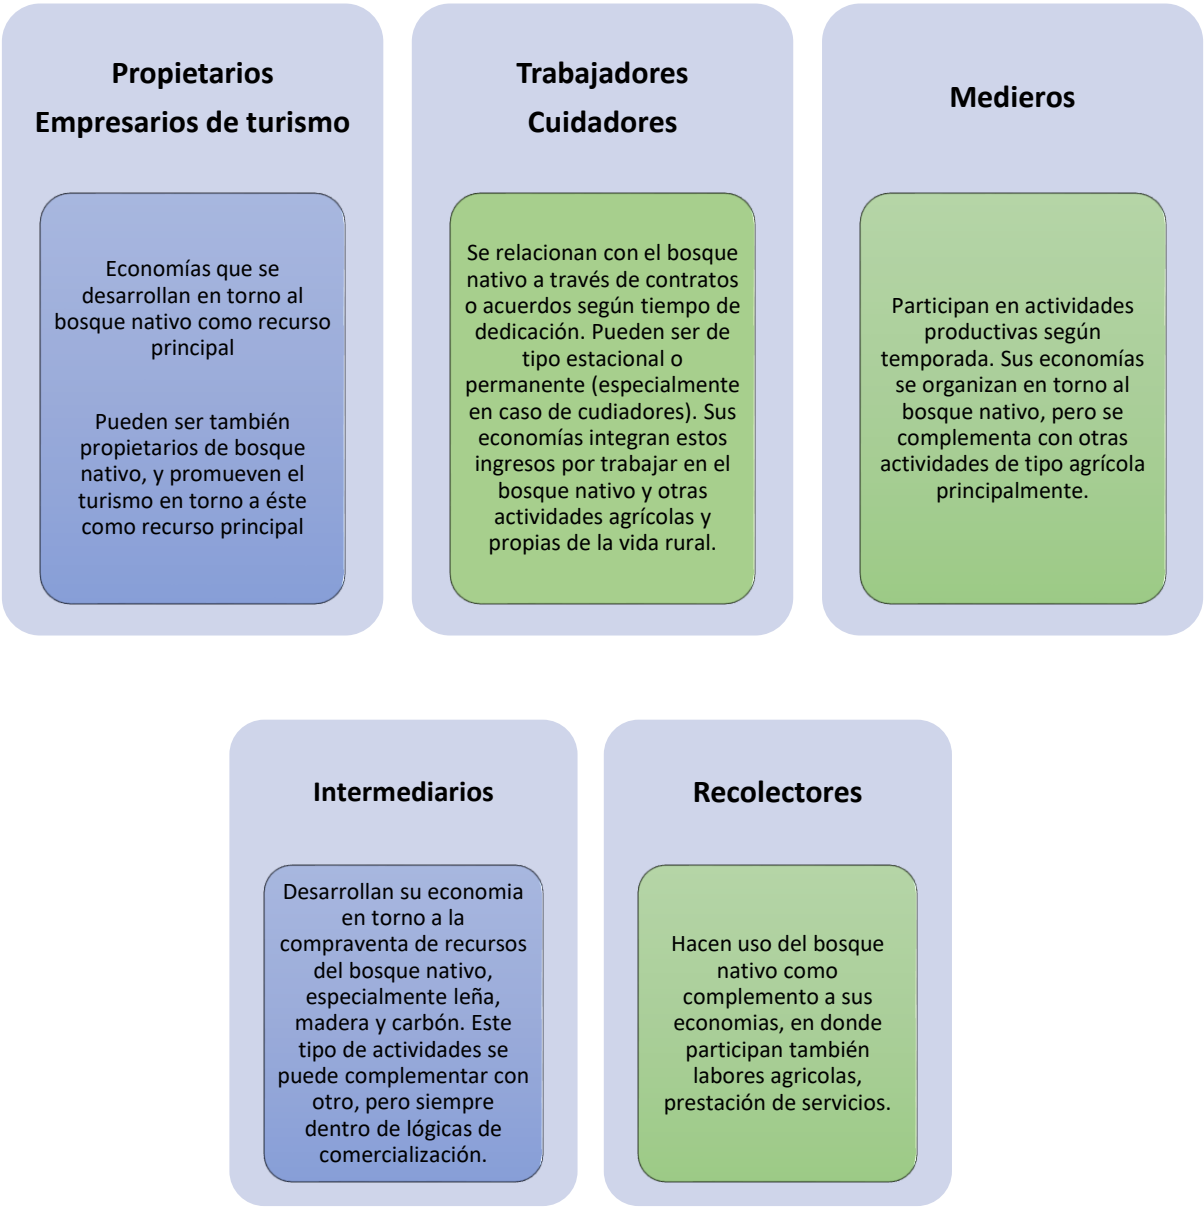 Propietarios
Empresarios de turismo
Economías que se
desarrollan en torno al
bosque nativo como recurso
principal
Pueden ser también
propietarios de bosque
nativo, y promueven el
turismo en torno a éste
como recurso principal
Trabajadores
Cuidadores
Se relacionan con el bosque
nativo a través de contratos
o acuerdos según tiempo de
dedicación. Pueden ser de
tipo estacional o
permanente (especialmente
en caso de cudiadores). Sus
economías integran estos
ingresos por trabajar en el
bosque nativo y otras
actividades agrícolas y
propias de la vida rural.
Medieros
Participan en actividades
productivas según
temporada. Sus economías
se organizan en torno al
bosque nativo, pero se
complementa con otras
actividades de tipo agrícola
principalmente.
Intermediarios
Desarrollan su economia
en torno a la
compraventa de recursos
del bosque nativo,
especialmente leña,
madera y carbón. Este
tipo de actividades se
puede complementar con
otro, pero siempre
dentro de lógicas de
comercialización.
Recolectores
Hacen uso del bosque
nativo como
complemento a sus
economias, en donde
participan también
labores agricolas,
prestación de servicios.